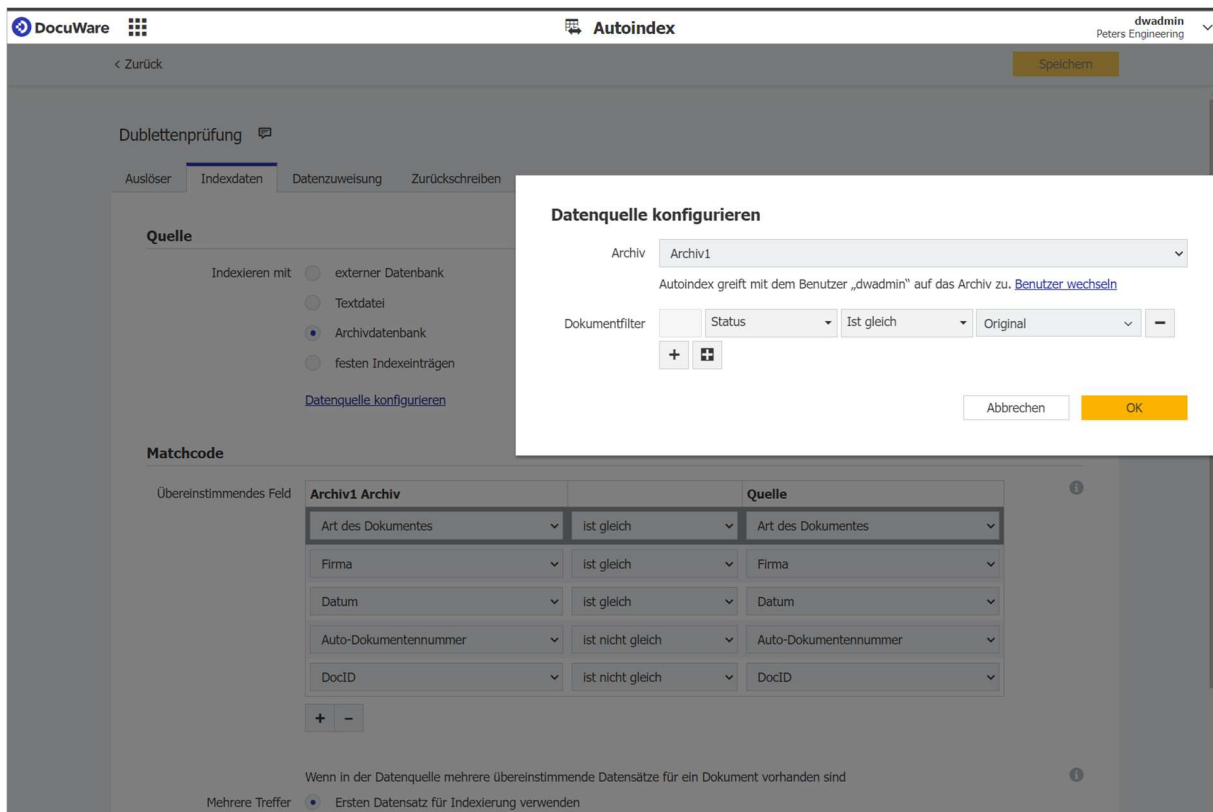 DocuWare
Autoindex
dwadmin
Peters Engineering
< Zurück
Speichern
Dublettenprüfung
Auslöser Indexdaten Datenzuweisung Zurückschreiben
Quelle
Indexieren mit externer Datenbank
Textdatei
Archivdatenbank
festen Indexeinträgen
Datenquelle konfigurieren
Datenquelle konfigurieren
Archiv Archiv1
Autoindex greift mit dem Benutzer „dwadmin" auf das Archiv zu. Benutzer wechseln
Dokumentfilter Status Ist gleich Original −
+
Abbrechen OK
Matchcode
Übereinstimmendes Feld Archiv1 Archiv Quelle
Art des Dokumentes ist gleich Art des Dokumentes
Firma ist gleich Firma
Datum ist gleich Datum
Auto-Dokumentennummer ist nicht gleich Auto-Dokumentennummer
DocID ist nicht gleich DocID
+ −
Wenn in der Datenquelle mehrere übereinstimmende Datensätze für ein Dokument vorhanden sind
Mehrere Treffer Ersten Datensatz für Indexierung verwenden